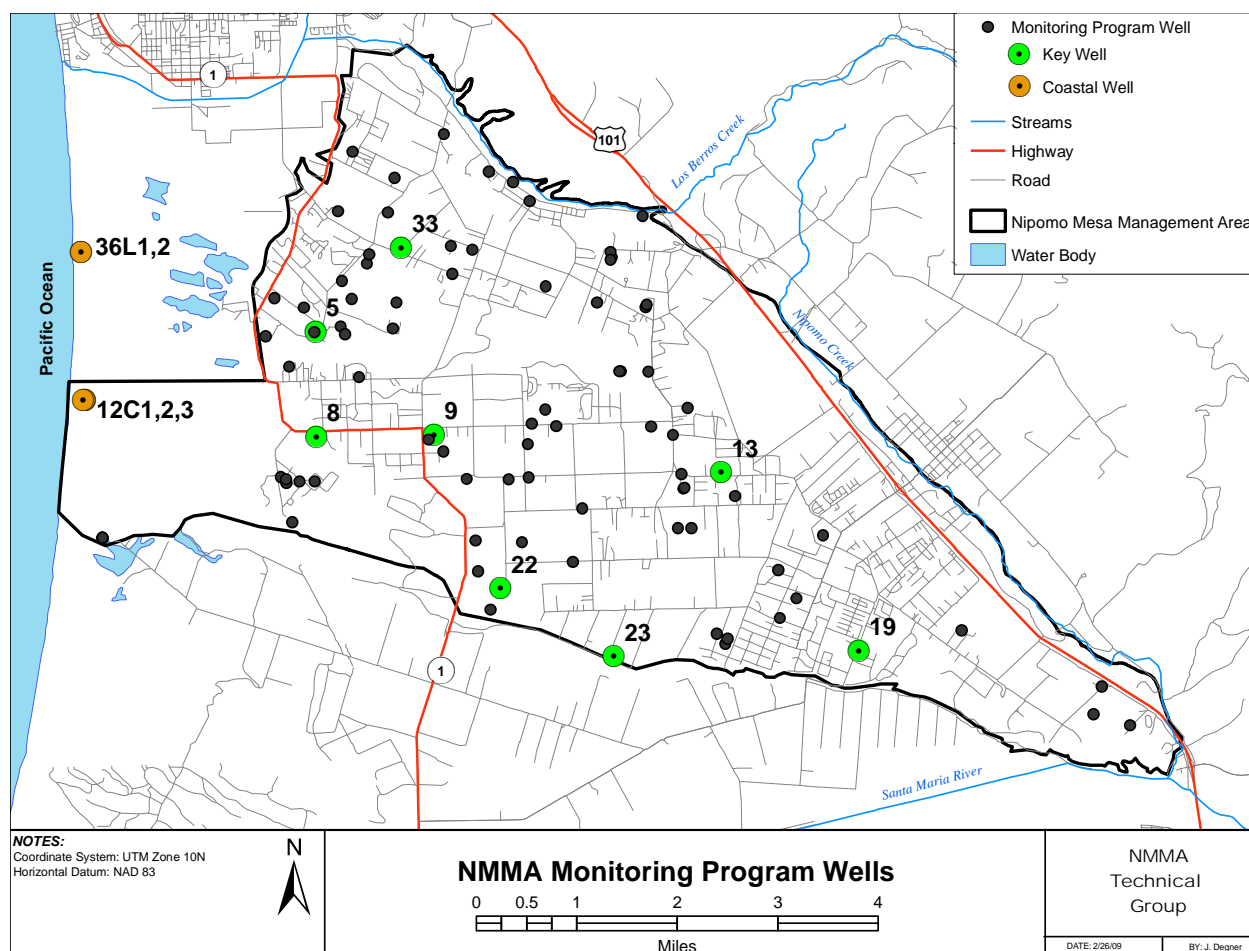 Monitoring Program Well
Key Well
Coastal Well
Streams
Highway
Road
Nipomo Mesa Management Area
Water Body
1
101
Los Berros Creek
33
36L1,2
5
Nipomo Creek
Pacific Ocean
12C1,2,3
8
9
13
22
23
19
1
Santa Maria River
NOTES:
Coordinate System: UTM Zone 10N
Horizontal Datum: NAD 83
N
NMMA Monitoring Program Wells
0 0.5 1 2 3 4
Miles
NMMA
Technical
Group
DATE: 2/26/09 BY: J. Degner